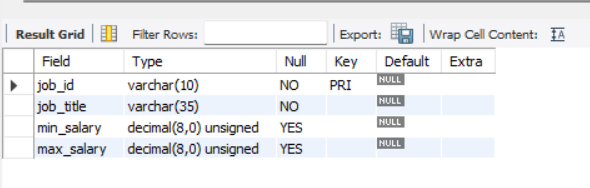 Result Grid Filter Rows: Export: Wrap Cell Content: IA
Field Type Null Key Default Extra
job_id varchar(10) NO PRI NULL
job_title varchar(35) NO NULL
min_salary decimal(8,0) unsigned YES NULL
max_salary decimal(8,0) unsigned YES NULL